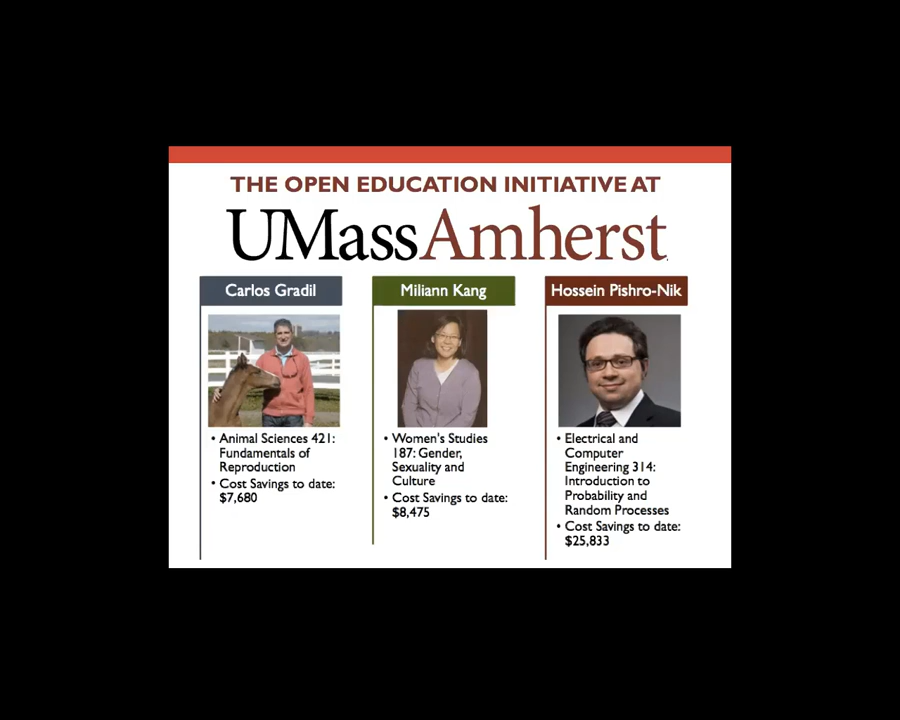 THE OPEN EDUCATION INITIATIVE AT
UMassAmherst
Carlos Gradil
• Animal Sciences 421:
Fundamentals of
Reproduction
• Cost Savings to date:
$7,680
Miliann Kang
• Women's Studies
187: Gender,
Sexuality and
Culture
• Cost Savings to date:
$8,475
Hossein Pishro-Nik
• Electrical and
Computer
Engineering 314:
Introduction to
Probability and
Random Processes
• Cost Savings to date:
$25,833